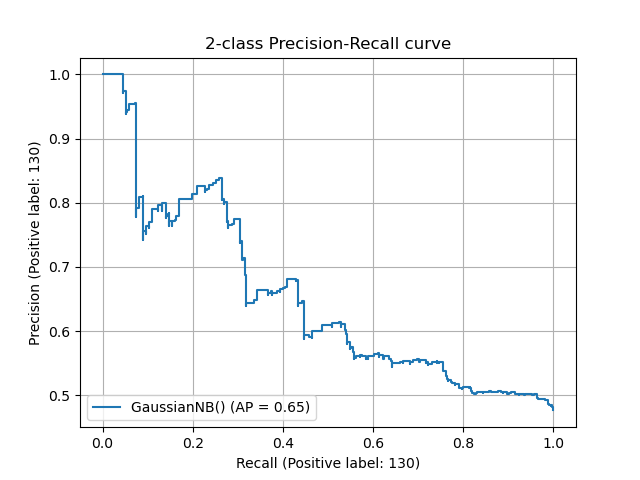 2-class Precision-Recall curve
1.0
0.9
0.8
0.7
0.6
0.5
Precision (Positive label: 130)
GaussianNB() (AP = 0.65)
0.0 0.2 0.4 0.6 0.8 1.0
Recall (Positive label: 130)